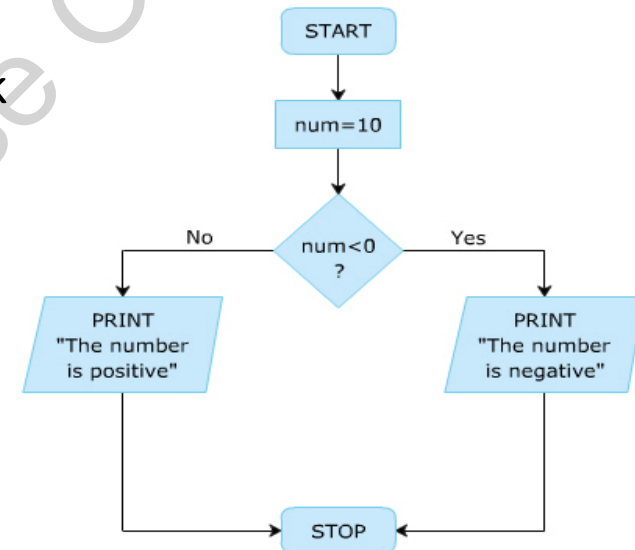 START
num=10
num<0
?
No
Yes
PRINT
"The number
is positive"
PRINT
"The number
is negative"
STOP